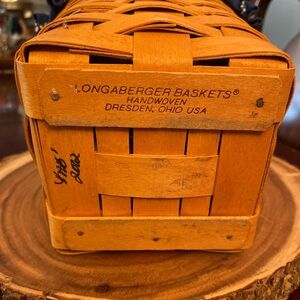 LONGABERGER BASKETS®
HANDWOVEN
DRESDEN, OHIO USA
2002